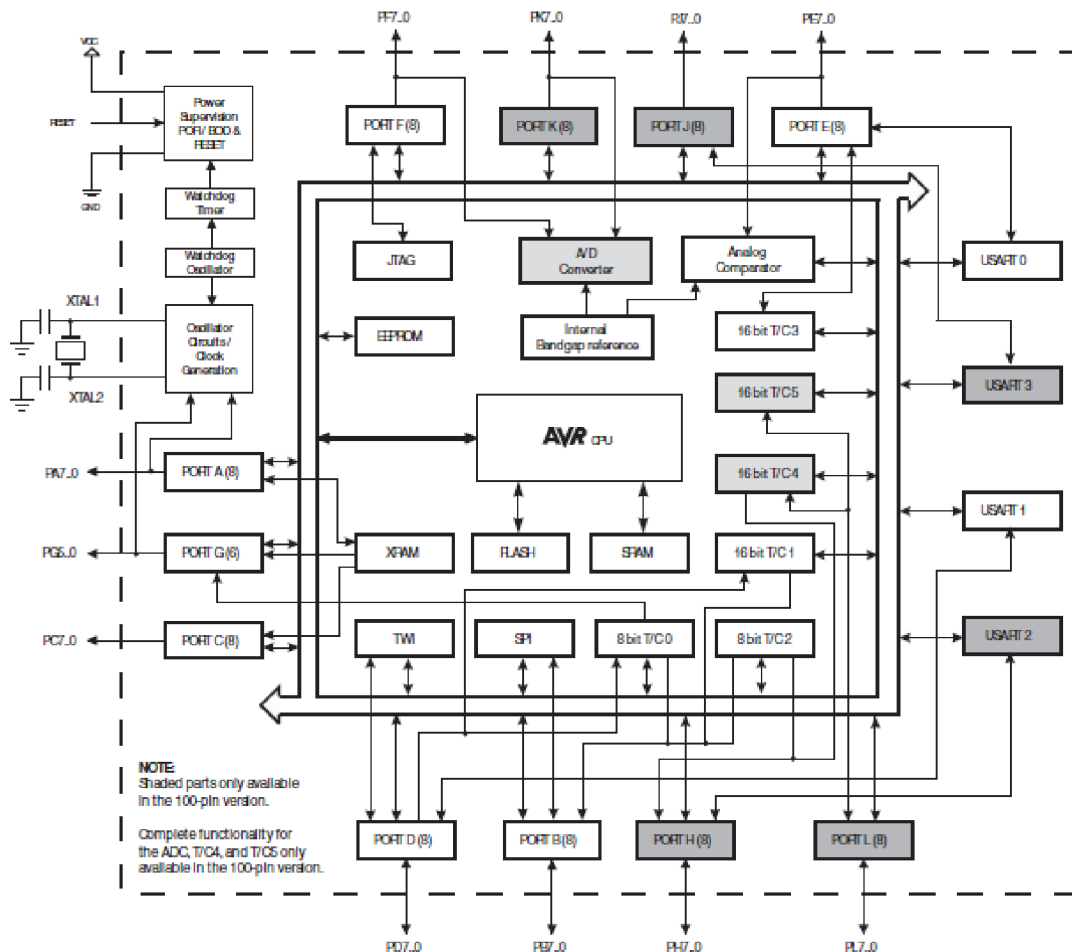 PF7..0
PK7..0
PJ7..0
PE7..0
VCC
RESET
GND
Power
Supervision
POR / BOD &
RESET
PORT F (8)
PORT K (8)
PORT J (8)
PORT E (8)
Watchdog
Timer
Watchdog
Oscillator
JTAG
A/D
Converter
Analog
Comparator
USART 0
XTAL1
XTAL2
Oscillator
Circuits /
Clock
Generation
EEPROM
Internal
Bandgap reference
16 bit T/C3
16 bit T/C5
USART 3
AVR CPU
PA7..0
PORT A (8)
16 bit T/C4
USART 1
PG5..0
PORT G (6)
XRAM
FLASH
SRAM
16 bit T/C1
PC7..0
PORT C (8)
TWI
SPI
8 bit T/C0
8 bit T/C2
USART 2
NOTE:
Shaded parts only available
in the 100-pin version.
Complete functionality for
the ADC, T/C4, and T/C5 only
available in the 100-pin version.
PORT D (8)
PORT B (8)
PORT H (8)
PORT L (8)
PD7..0
PB7..0
PH7..0
PL7..0